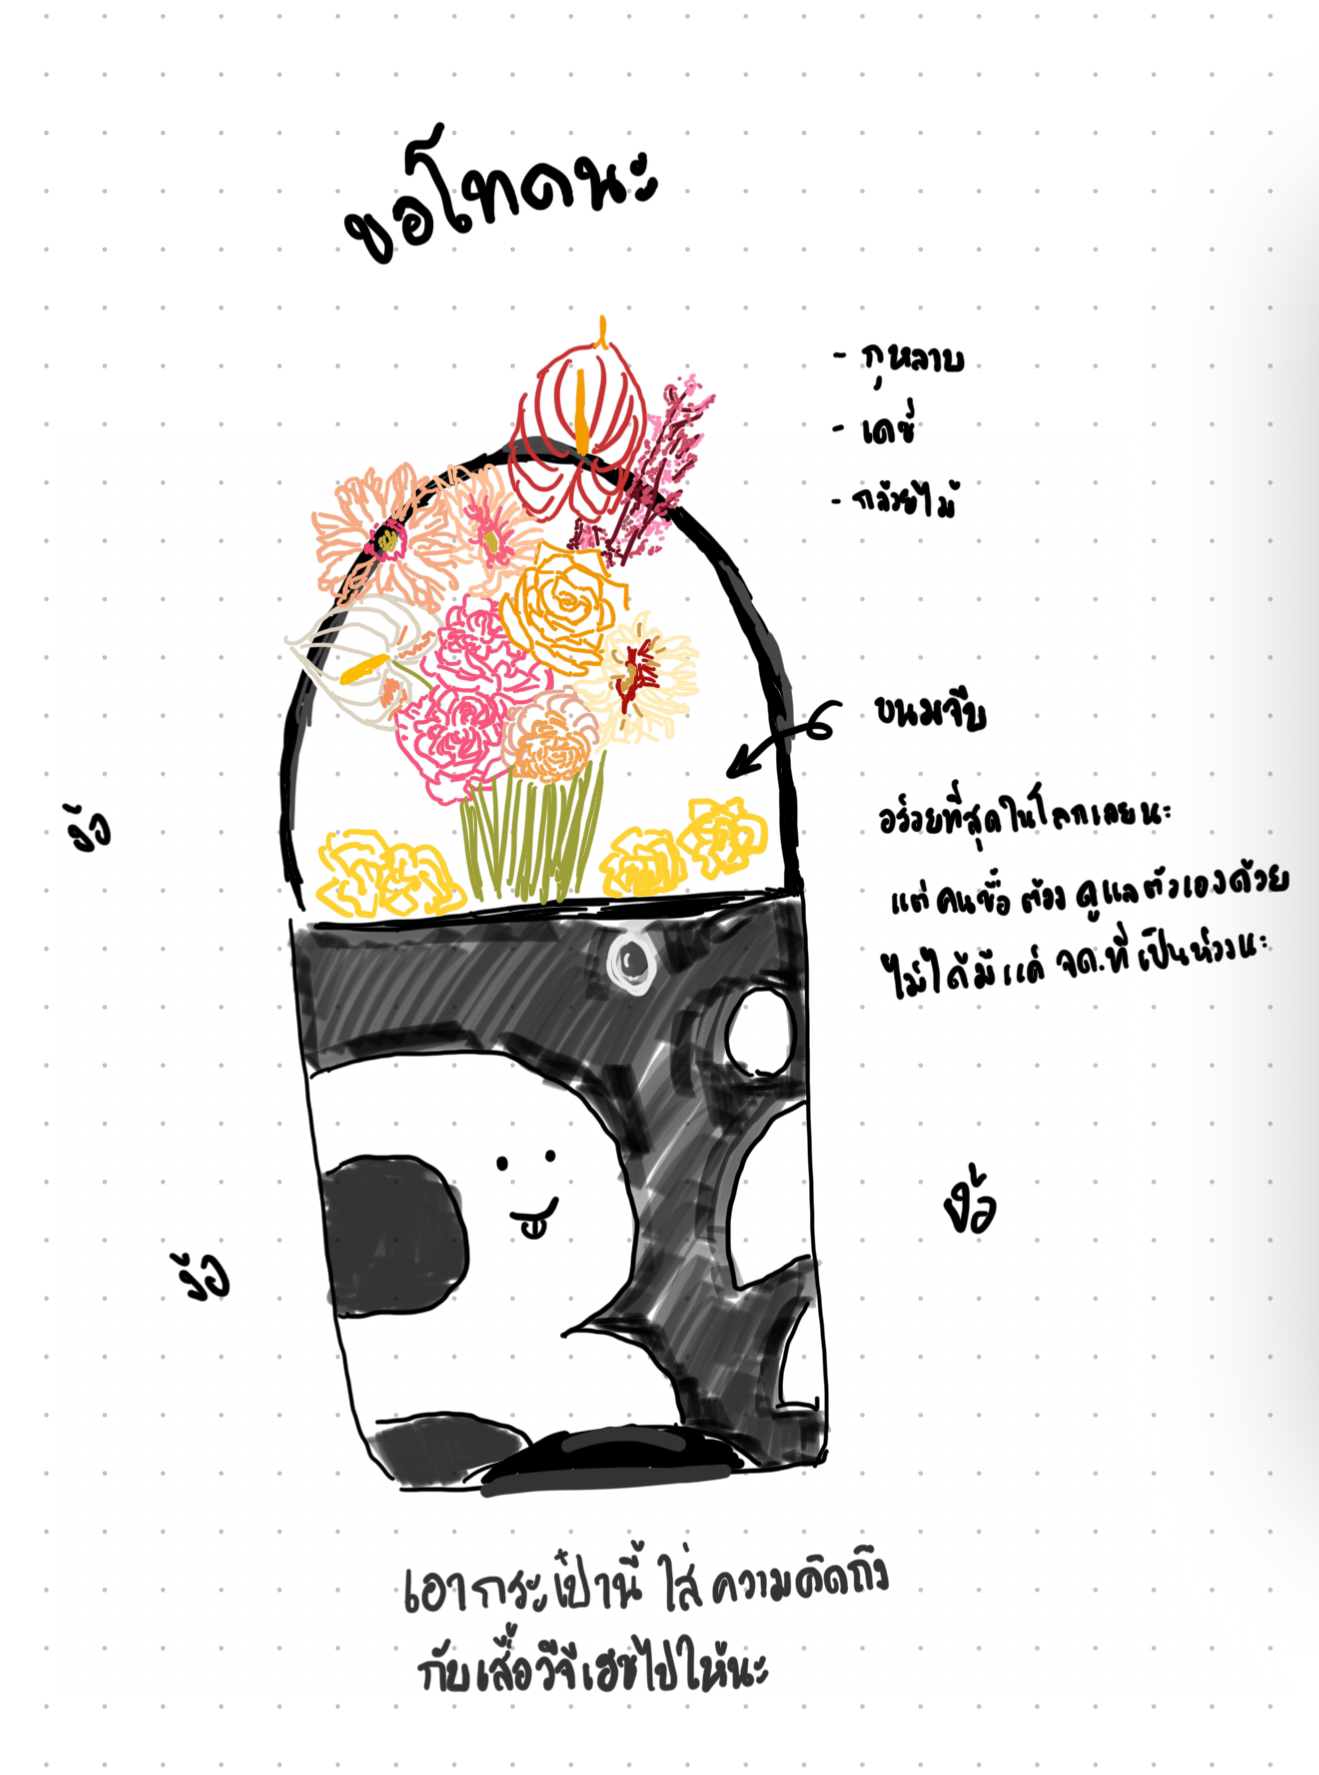 ขอโทดนะ
- กุหลาบ
- เดซี่
- กล้วยไม้
ขนมจีบ
อร่อยที่สุดในโลกเลยนะ
แต่คนซื้อต้องดูแลตัวเองด้วย
ไม่ได้มีแค่ จด.ที่เป็นห่วงนะ
ง้อ
ง้อ
ง้อ
เอากระเป๋านี้ใส่ความคิดถึง
กับเสื้อวีจีเฮชไปให้นะ